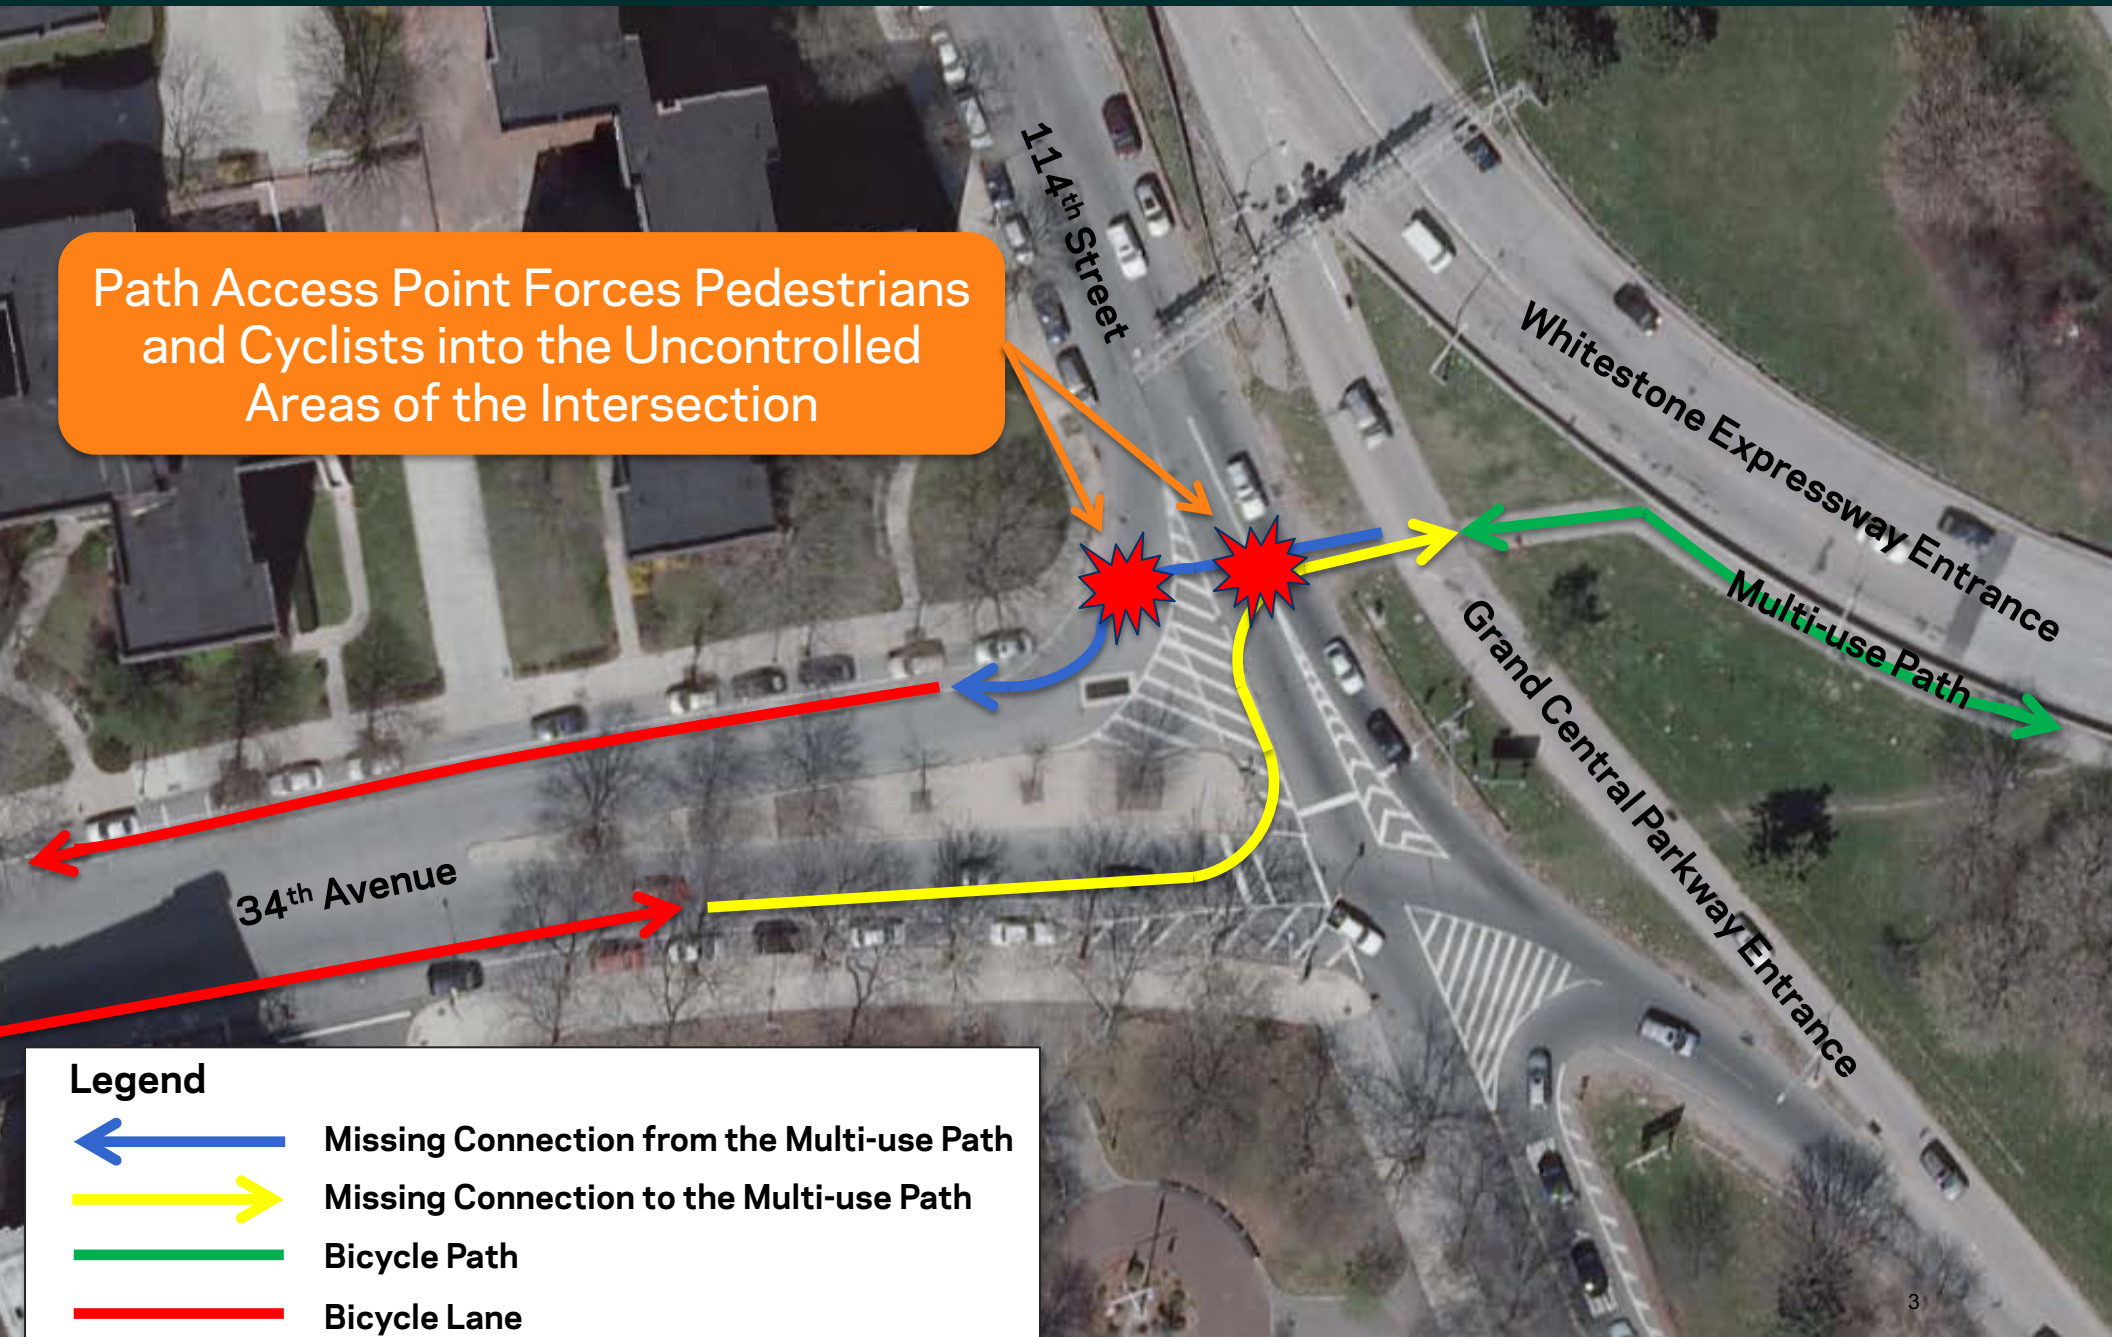 114th Street
Path Access Point Forces Pedestrians
and Cyclists into the Uncontrolled
Areas of the Intersection
Whitestone Expressway Entrance
Multi-use Path
Grand Central Parkway Entrance
34th Avenue
Legend
Missing Connection from the Multi-use Path
Missing Connection to the Multi-use Path
Bicycle Path
Bicycle Lane
3